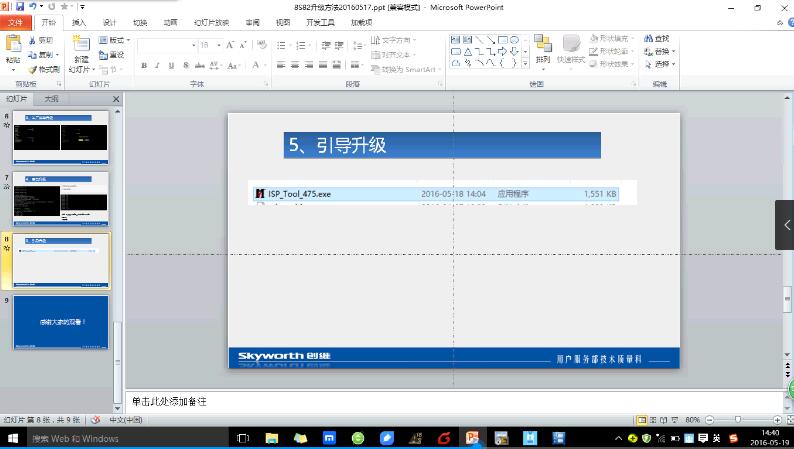 8S82升级方法20160517.ppt [兼容模式] - Microsoft PowerPoint
文件 开始 插入 设计 切换 动画 幻灯片放映 审阅 视图 开发工具 加载项
粘贴 剪切 复制 格式刷 新建 幻灯片 版式 重设 节 18 文字方向 对齐文本 转换为 SmartArt 排列 快速样式 形状填充 形状轮廓 形状效果 查找 替换 选择
剪贴板 幻灯片 字体 段落 绘图 编辑
幻灯片 大纲
6
7
8
9
感谢大家的观看！
5、引导升级
ISP_Tool_475.exe 2016-05-18 14:04 应用程序 1,551 KB
Skyworth 创维 用户服务部技术质量科
单击此处添加备注
幻灯片 第 8 张，共 9 张 中文(中国) 80%
搜索 Web 和 Windows
英
14:40
2016-05-19